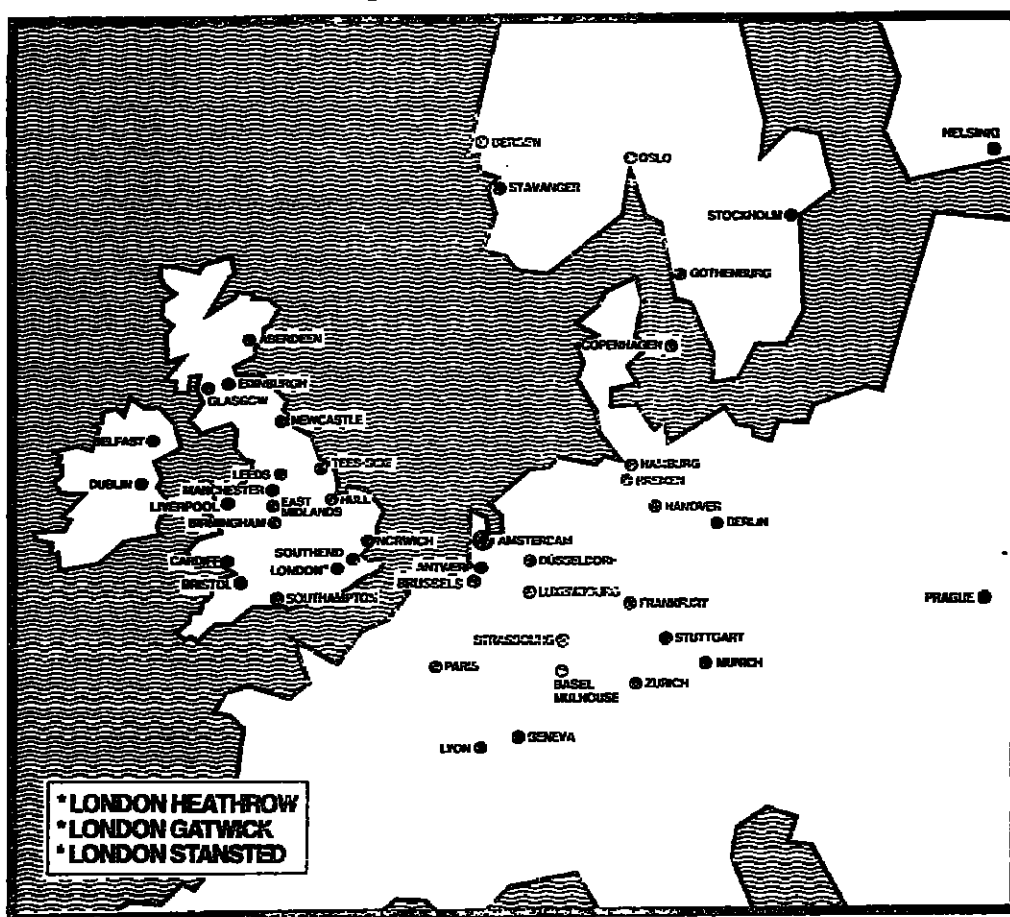 HELSINKI
BERGEN
OSLO
STAVANGER
STOCKHOLM
GOTHENBURG
ABERDEEN
COPENHAGEN
EDINBURGH
GLASGOW
NEWCASTLE
BELFAST
TEES-SIDE
HAMBURG
LEEDS
BREMEN
DUBLIN
MANCHESTER
HULL
LIVERPOOL
EAST
MIDLANDS
HANOVER
BIRMINGHAM
BERLIN
NORWICH
AMSTERDAM
SOUTHEND
CARDIFF
LONDON*
ANTWERP
DÜSSELDORF
BRISTOL
BRUSSELS
SOUTHAMPTON
LUXEMBOURG
FRANKFURT
PRAGUE
STRASBOURG
STUTTGART
PARIS
MUNICH
BASEL
MULHOUSE
ZURICH
LYON
GENEVA
* LONDON HEATHROW
* LONDON GATWICK
* LONDON STANSTED